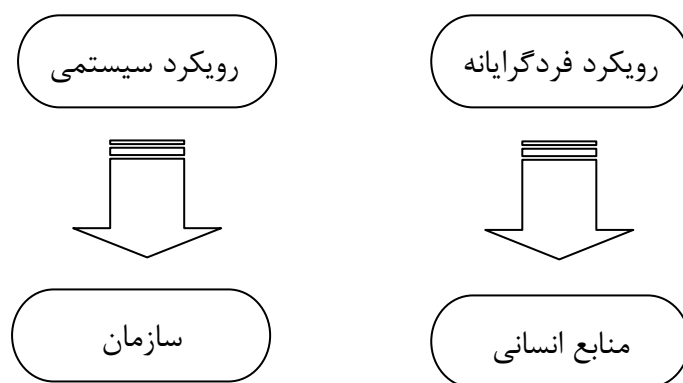 رویکرد فردگرایانه
رویکرد سیستمی
منابع انسانی
سازمان